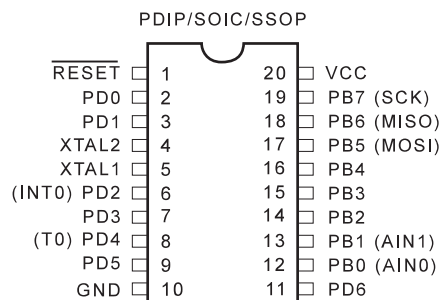 PDIP/SOIC/SSOP
RESET 1 20 VCC
PD0 2 19 PB7 (SCK)
PD1 3 18 PB6 (MISO)
XTAL2 4 17 PB5 (MOSI)
XTAL1 5 16 PB4
(INT0) PD2 6 15 PB3
PD3 7 14 PB2
(T0) PD4 8 13 PB1 (AIN1)
PD5 9 12 PB0 (AIN0)
GND 10 11 PD6